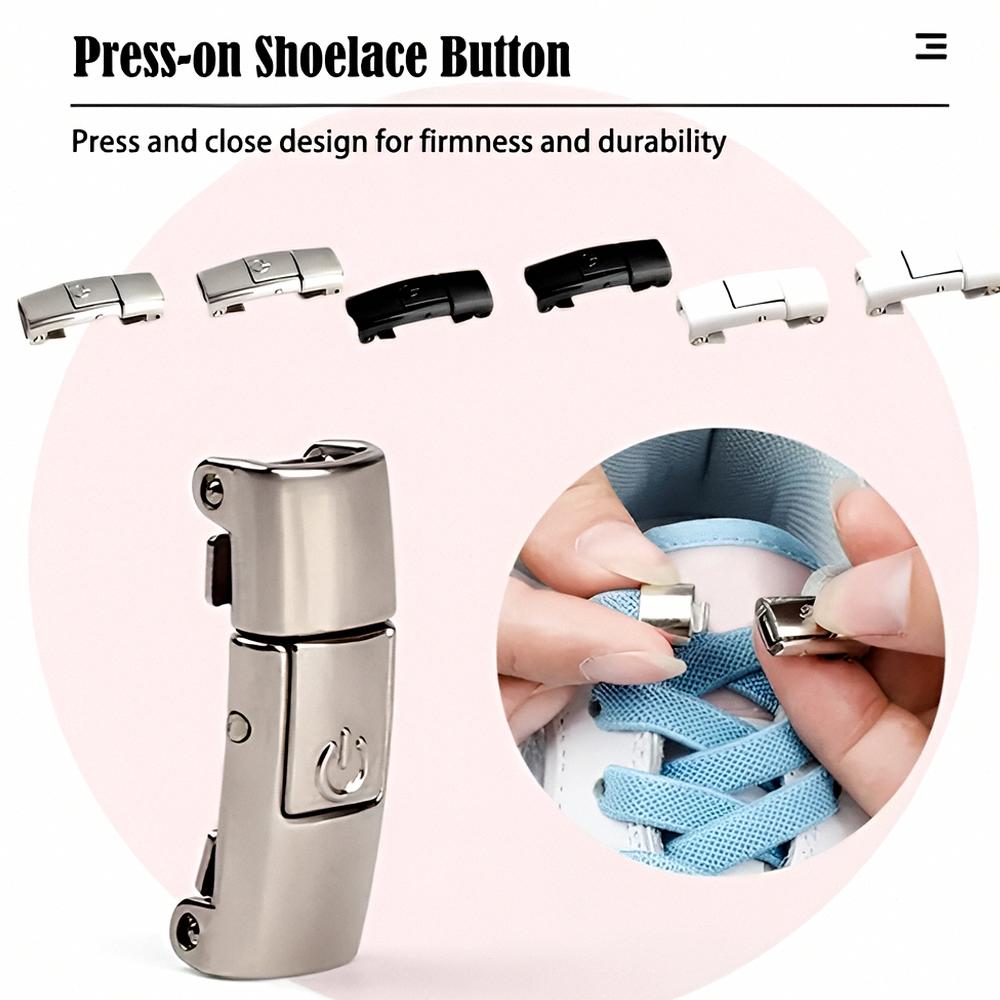 Press-on Shoelace Button
Press and close design for firmness and durability